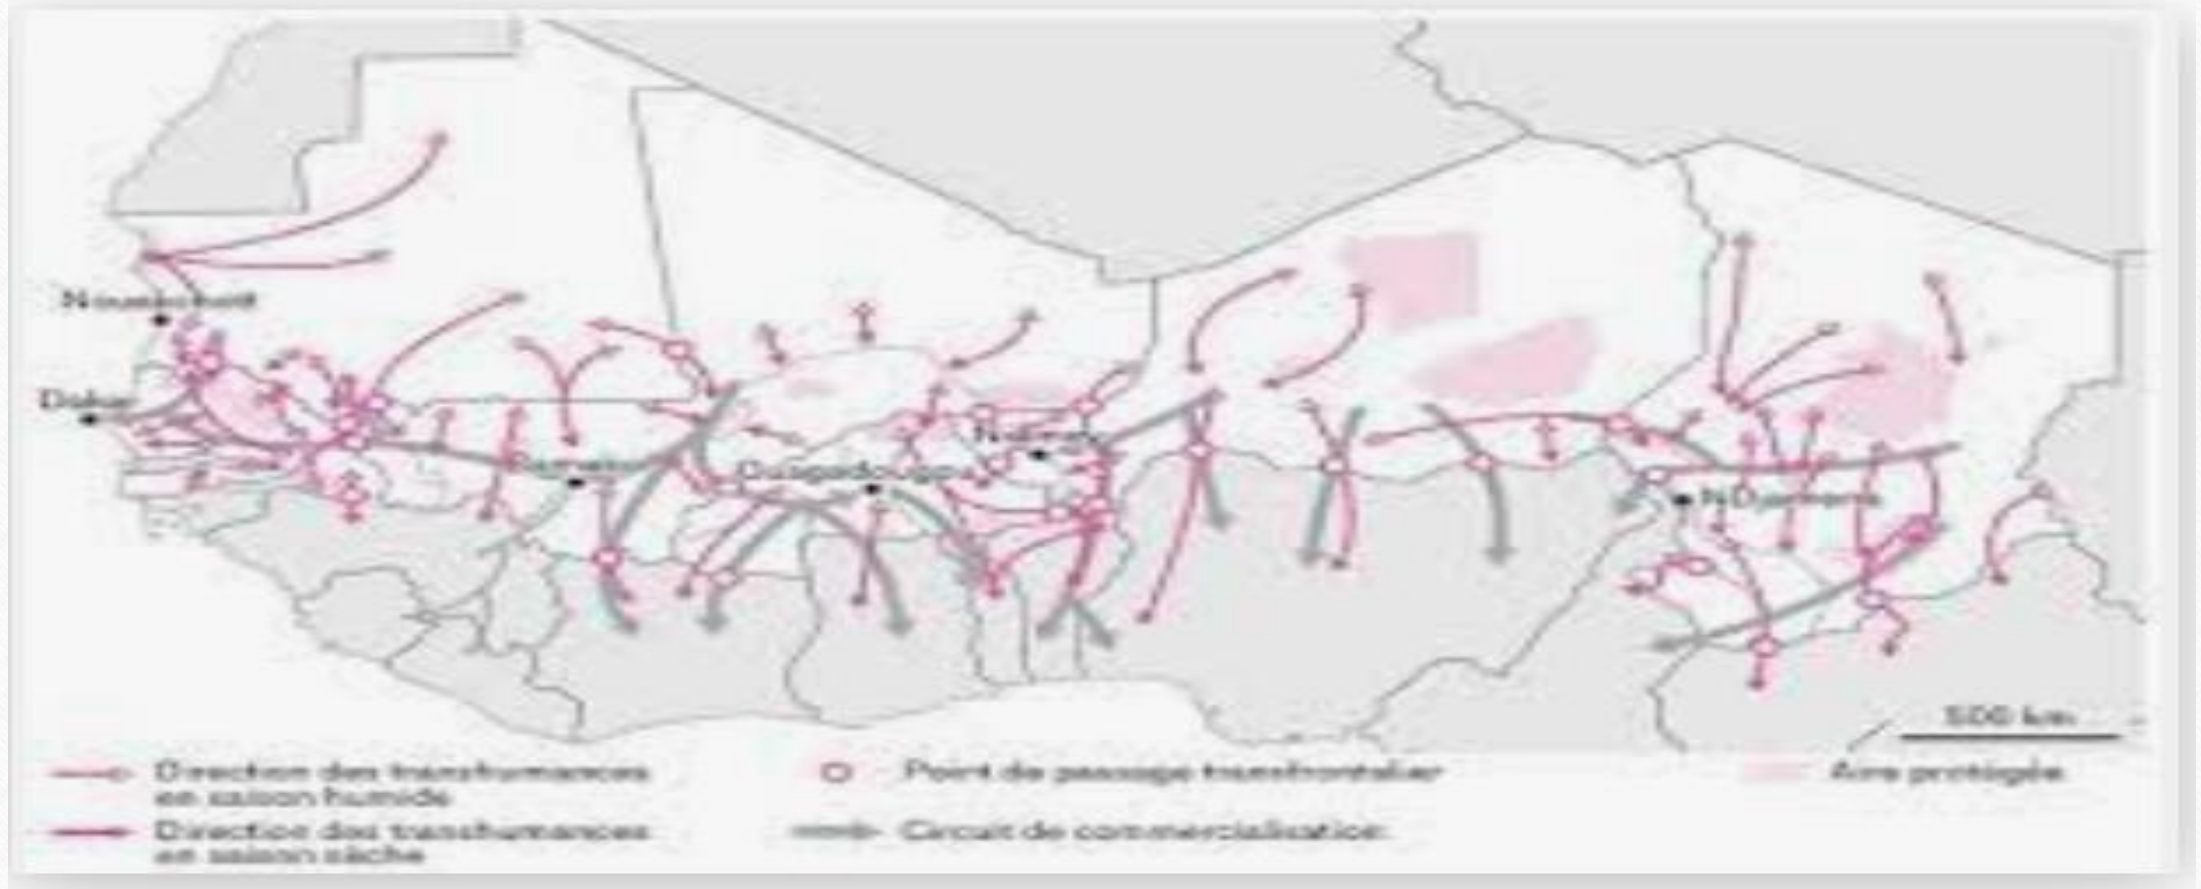 Nouakchott
Dakar
Bamako
Ouagadougou
Niamey
NDjamena
500 km
Direction des transhumances
en saison humide
Direction des transhumances
en saison sèche
Point de passage transfrontalier
Circuit de commercialisation
Aire protégée